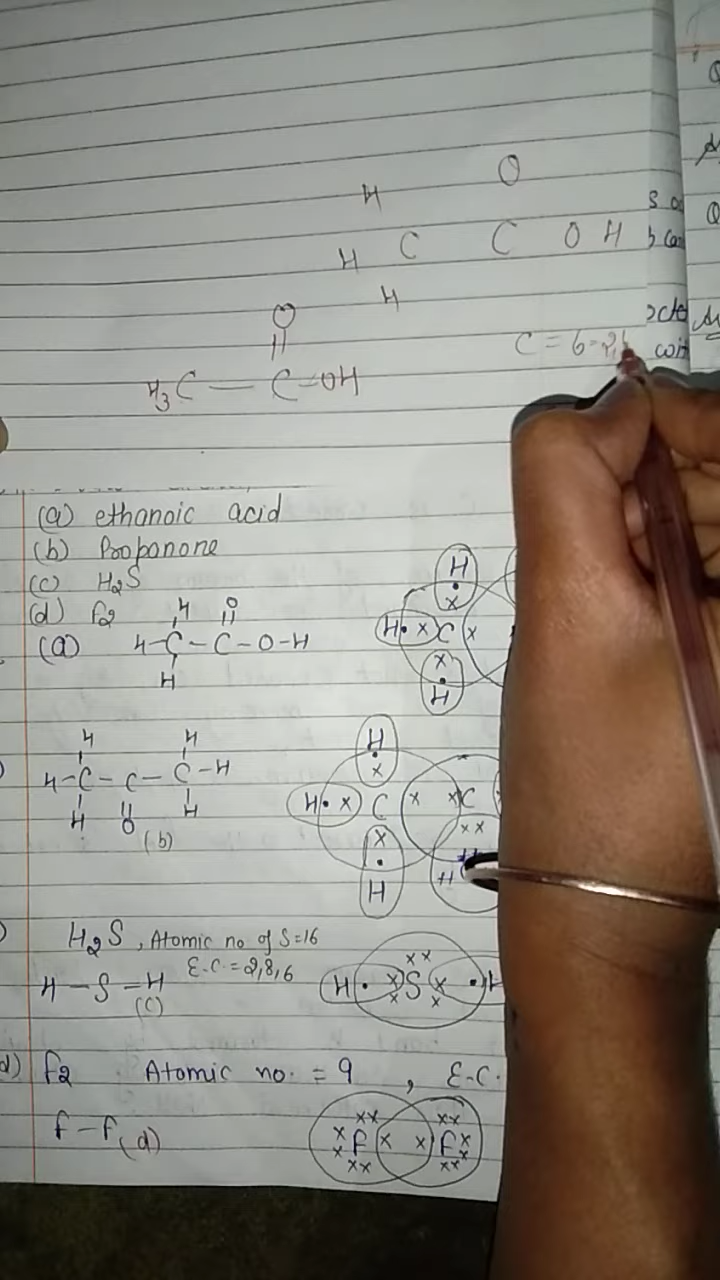 O
H
H C C O H
H
O
||
H3C — C — OH
C = 6 - 2,
(a) ethanoic acid
(b) Propanone
(c) H2S
(d) f2
(a) H-C-C-O-H
H
O
H
H
H
H-C-C-C-H
H
O
H
(b)
H
H C
H
H
H C C
H
H2S, Atomic no of S=16
E.C.=2,8,6
H-S-H
(c)
H S
d) f2 Atomic no. = 9 , E.C.
f-f (d)
f f